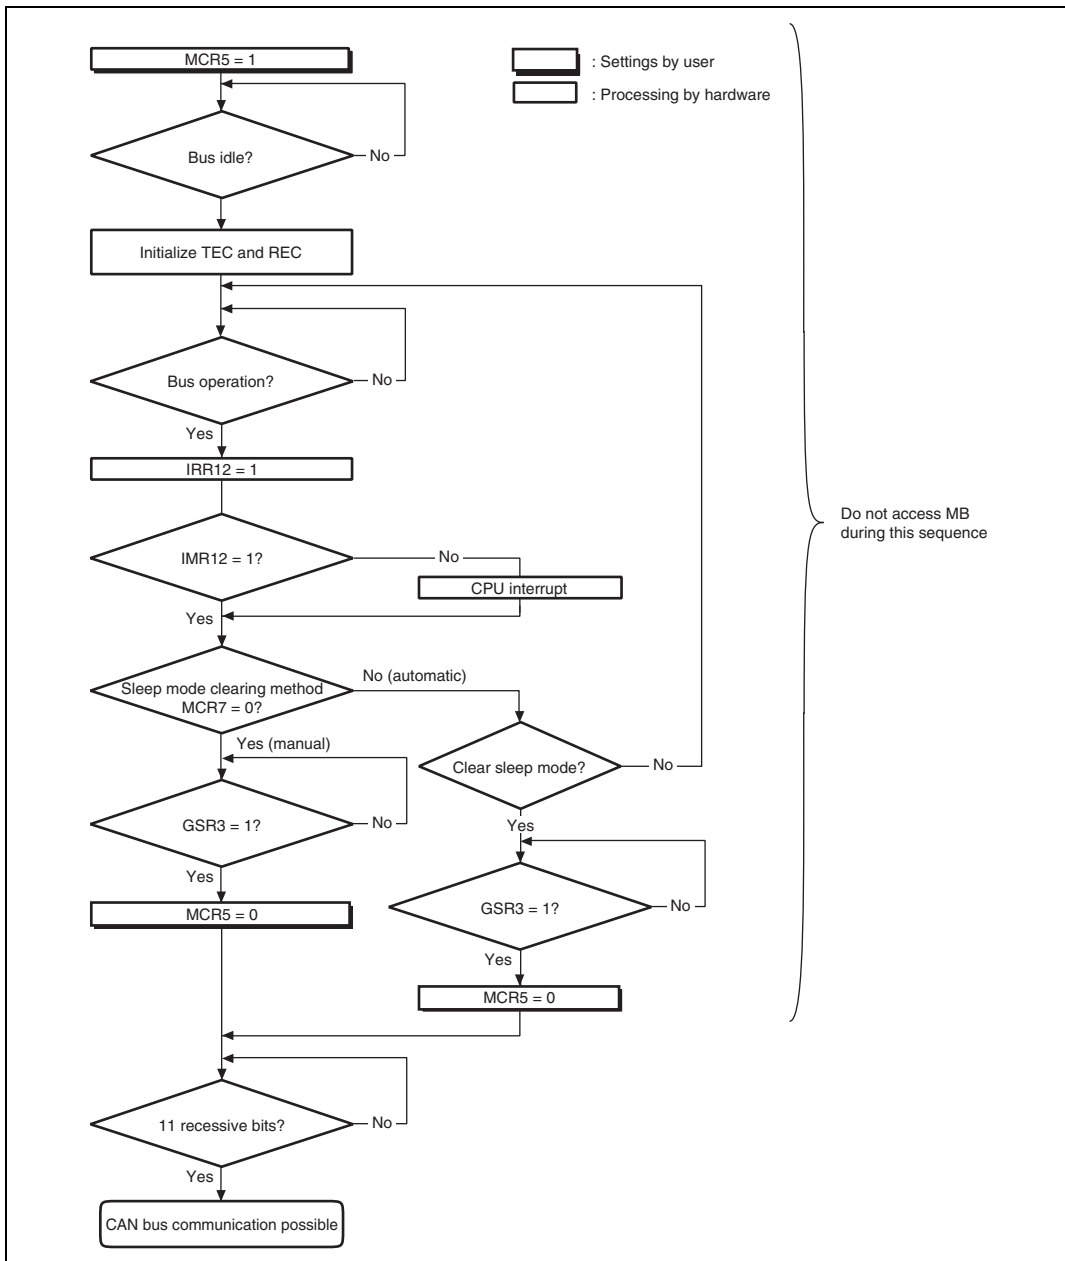 MCR5 = 1
: Settings by user
: Processing by hardware
Bus idle?
No
Initialize TEC and REC
Bus operation?
No
Yes
IRR12 = 1
IMR12 = 1?
No
CPU interrupt
Yes
Do not access MB
during this sequence
Sleep mode clearing method
MCR7 = 0?
No (automatic)
Yes (manual)
Clear sleep mode?
No
GSR3 = 1?
No
Yes
Yes
MCR5 = 0
GSR3 = 1?
No
Yes
MCR5 = 0
11 recessive bits?
No
Yes
CAN bus communication possible